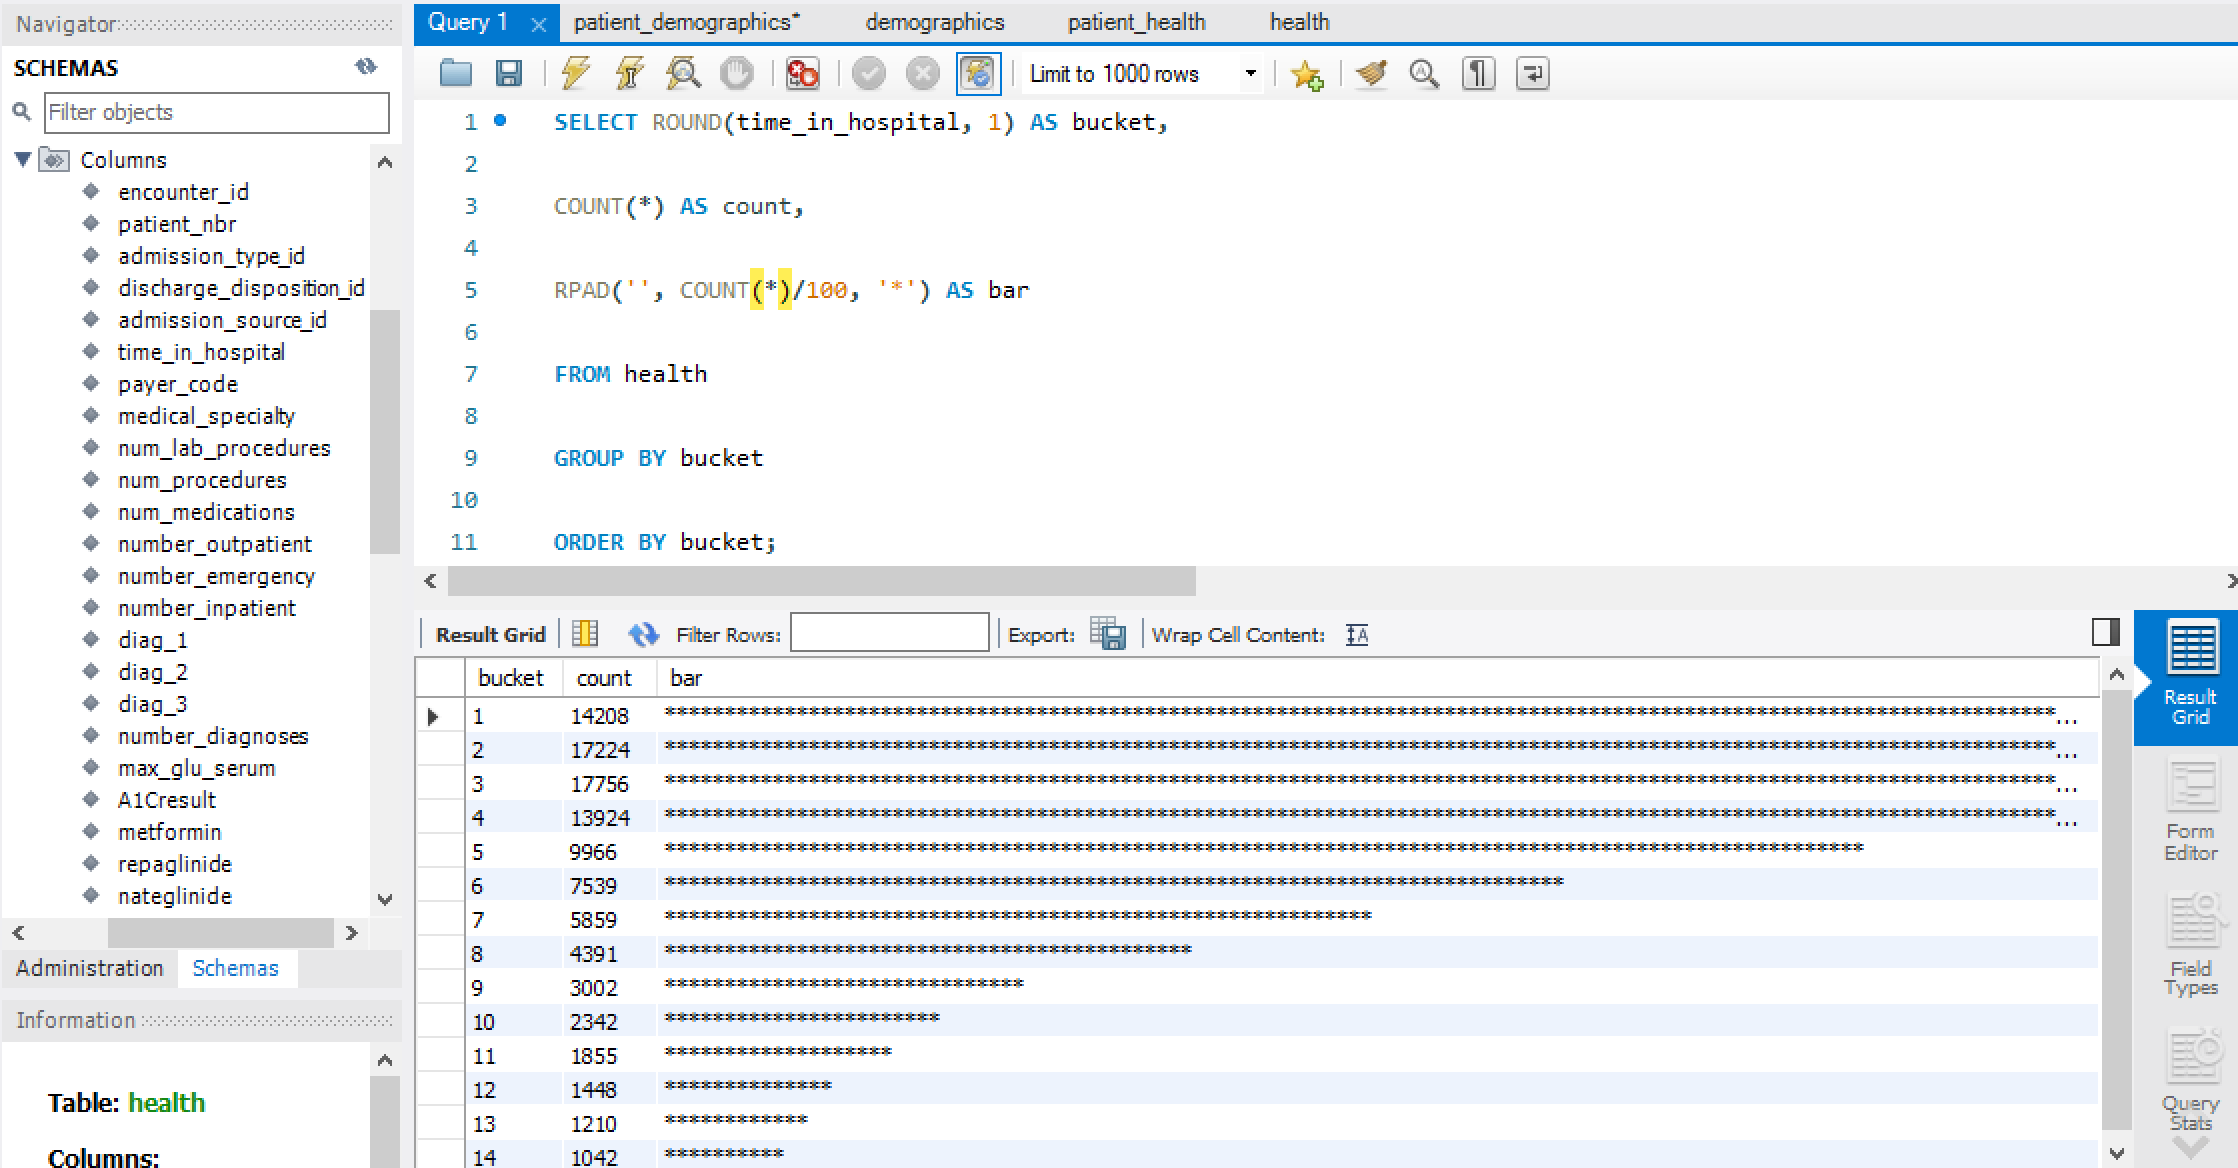 Navigator
SCHEMAS
Filter objects
Columns
encounter_id
patient_nbr
admission_type_id
discharge_disposition_id
admission_source_id
time_in_hospital
payer_code
medical_specialty
num_lab_procedures
num_procedures
num_medications
number_outpatient
number_emergency
number_inpatient
diag_1
diag_2
diag_3
number_diagnoses
max_glu_serum
A1Cresult
metformin
repaglinide
nateglinide
Administration Schemas
Information
Table: health
Columns:
Query 1 patient_demographics* demographics patient_health health
Limit to 1000 rows
1 SELECT ROUND(time_in_hospital, 1) AS bucket,
2
3 COUNT(*) AS count,
4
5 RPAD('', COUNT(*)/100, '*') AS bar
6
7 FROM health
8
9 GROUP BY bucket
10
11 ORDER BY bucket;
Result Grid Filter Rows: Export: Wrap Cell Content:
bucket count bar
1 14208 ********************************************************************************************************************...
2 17224 ********************************************************************************************************************...
3 17756 ********************************************************************************************************************...
4 13924 ********************************************************************************************************************...
5 9966 ****************************************************************************************************
6 7539 ***************************************************************************
7 5859 ***********************************************************
8 4391 ********************************************
9 3002 ******************************
10 2342 ***********************
11 1855 *******************
12 1448 **************
13 1210 ************
14 1042 **********
Result
Grid
Form
Editor
Field
Types
Query
Stats